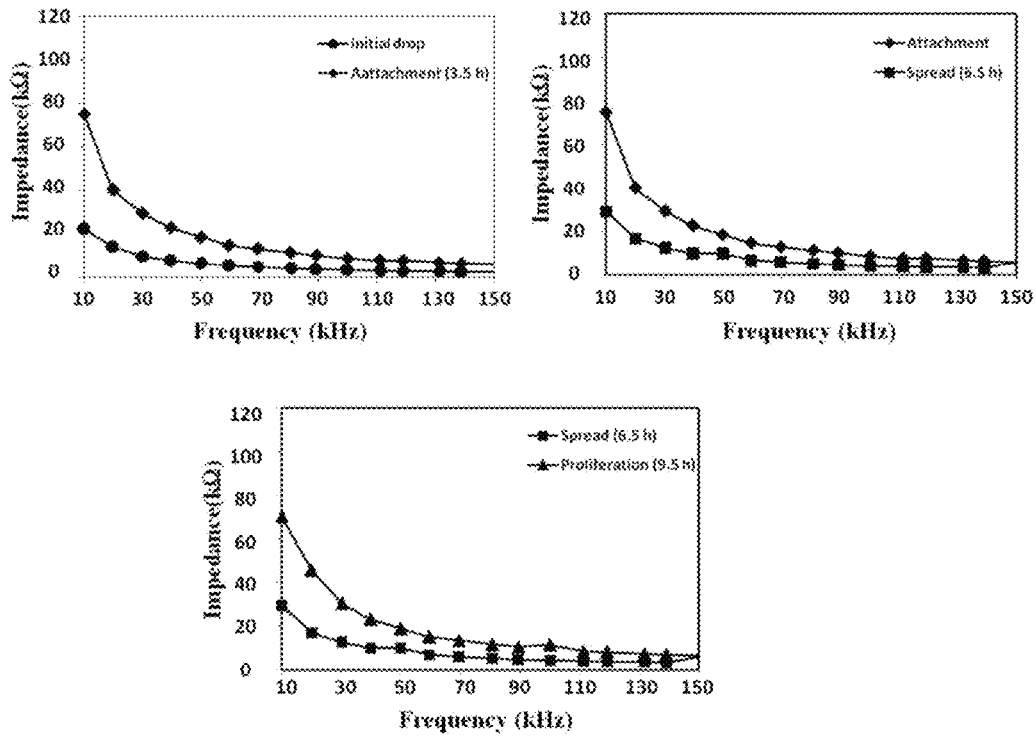 120
100
80
60
40
20
0
Impedance(kΩ)
Initial drop
Aattachment (3.5 h)
10 30 50 70 90 110 130 150
Frequency (kHz)
120
100
80
60
40
20
0
Impedance(kΩ)
Attachment
Spread (6.5 h)
10 30 50 70 90 110 130 150
Frequency (kHz)
120
100
80
60
40
20
0
Impedance(kΩ)
Spread (6.5 h)
Proliferation (9.5 h)
10 30 50 70 90 110 130 150
Frequency (kHz)